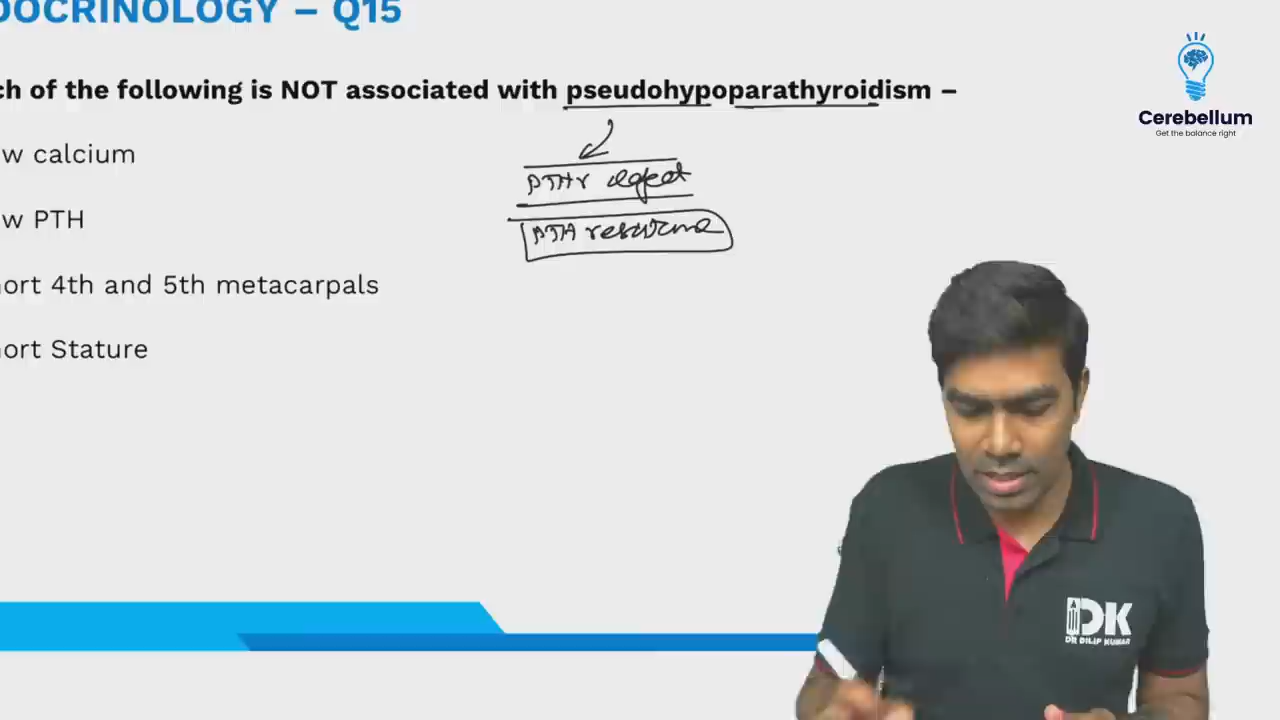 DOCRINOLOGY – Q15
ch of the following is NOT associated with pseudohypoparathyroidism –
w calcium
PTHr defect
w PTH
PTH resistance
ort 4th and 5th metacarpals
ort Stature
Cerebellum
Get the balance right
DK
DR DILIP KUMAR